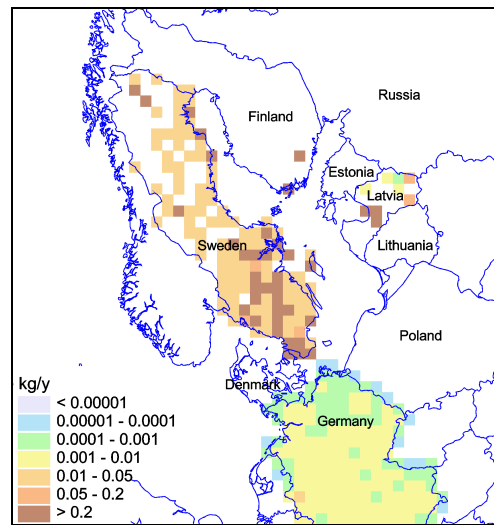 Russia
Finland
Estonia
Latvia
Sweden
Lithuania
Poland
Denmark
Germany
kg/y
< 0.00001
0.00001 - 0.0001
0.0001 - 0.001
0.001 - 0.01
0.01 - 0.05
0.05 - 0.2
> 0.2